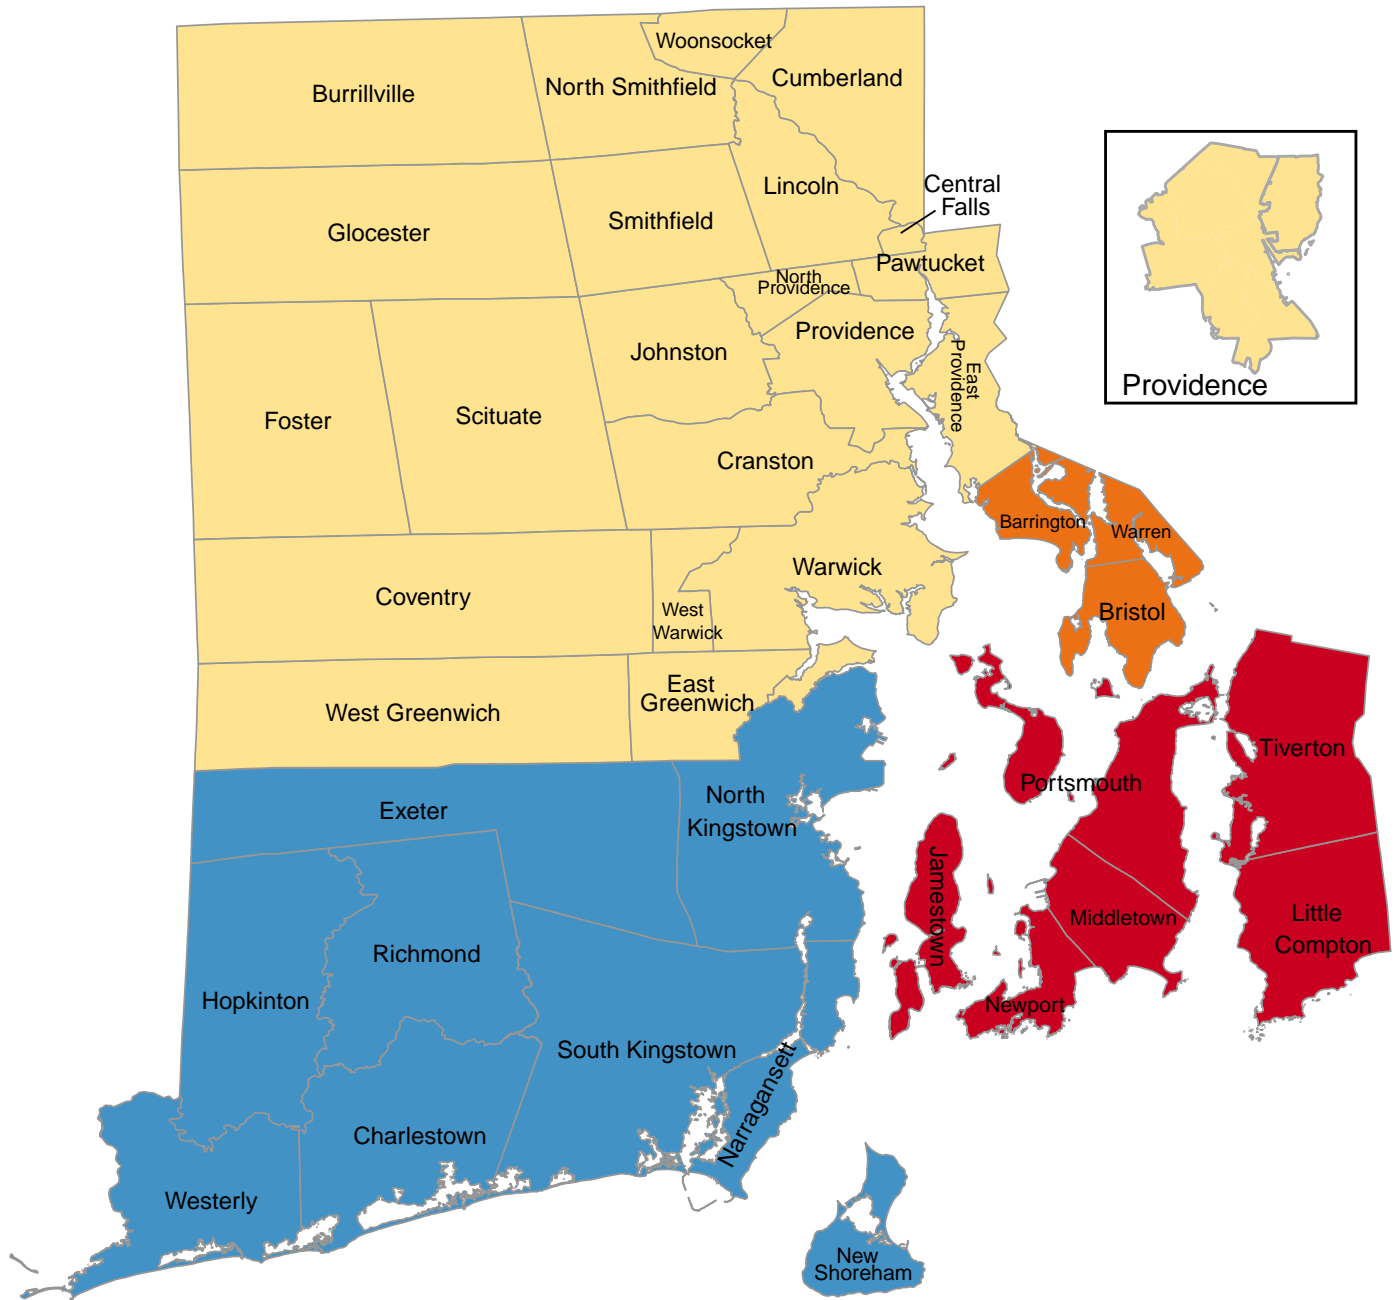 Woonsocket
Burrillville
North Smithfield
Cumberland
Lincoln
Central
Falls
Glocester
Smithfield
Pawtucket
North
Providence
Providence
Johnston
East
Providence
Foster
Scituate
Cranston
Providence
Barrington
Warren
Warwick
Coventry
West
Warwick
Bristol
East
Greenwich
West Greenwich
Tiverton
Portsmouth
Exeter
North
Kingstown
Jamestown
Middletown
Little
Compton
Richmond
Hopkinton
Newport
South Kingstown
Narragansett
Charlestown
Westerly
New
Shoreham